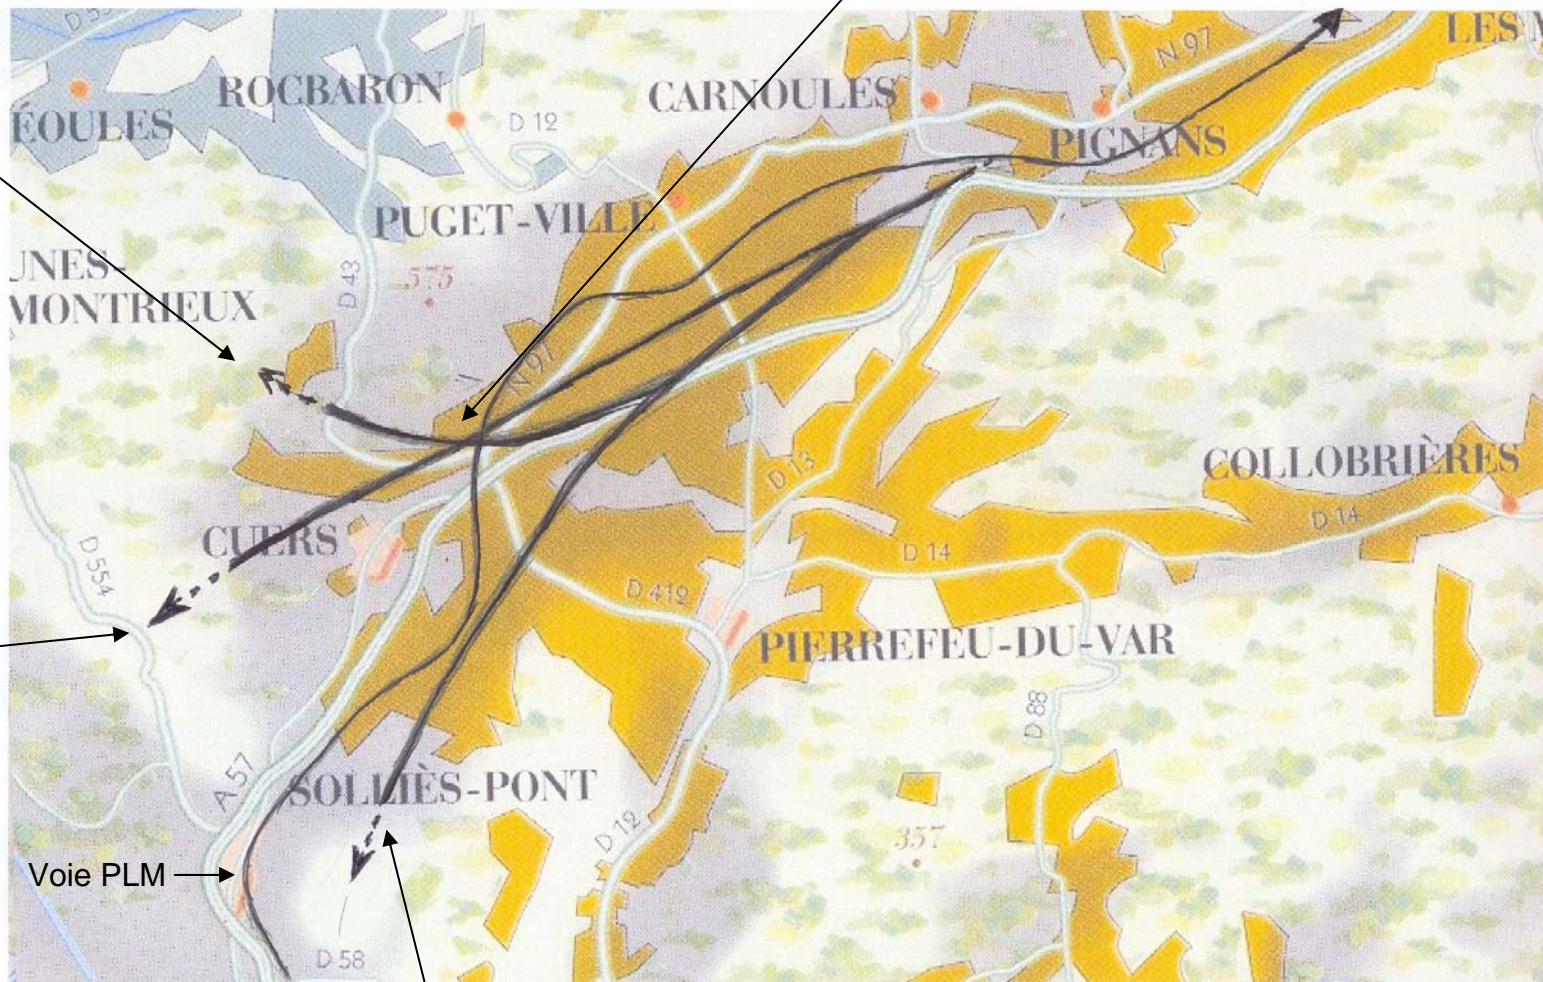 LES M
N 97
ROCBARON
CARNOULES
ÉOULES
D 12
PIGNANS
PUGET-VILLE
UNES-
MONTRIEUX
D 43
575
N 97
COLLOBRIÈRES
D 13
D 14
CUERS
D 554
D 14
D 412
PIERREFEU-DU-VAR
D 88
A 57
SOLLIÈS-PONT
D 12
357
Voie PLM
D 58